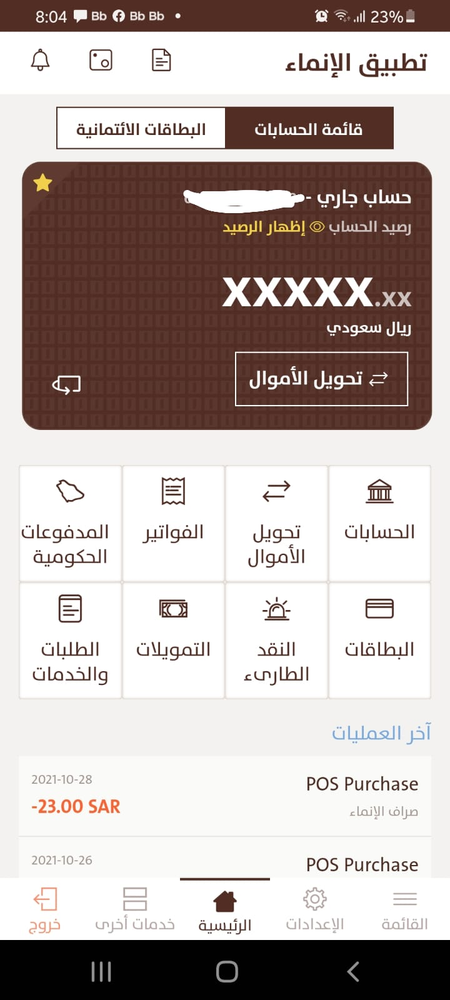 8:04 Bb Bb Bb 23%
تطبيق الإنماء
قائمة الحسابات
البطاقات الائتمانية
حساب جاري -
رصيد الحساب إظهار الرصيد
XXXXX.xx
ريال سعودي
تحويل الأموال
الحسابات
تحويل
الأموال
الفواتير
المدفوعات
الحكومية
البطاقات
النقد
الطارىء
التمويلات
الطلبات
والخدمات
آخر العمليات
POS Purchase
2021-10-28
صراف الإنماء
-23.00 SAR
POS Purchase
2021-10-26
القائمة
الإعدادات
الرئيسية
خدمات أخرى
خروج